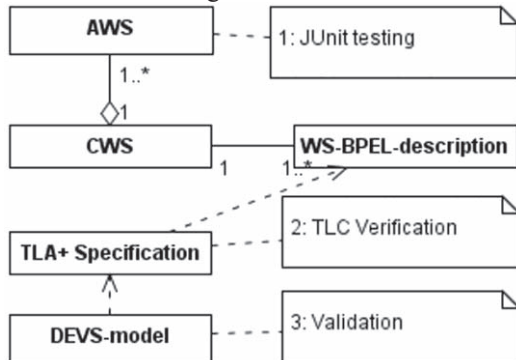 AWS
1: JUnit testing
1..*
1
CWS
WS-BPEL-description
1
1..*
TLA+ Specification
2: TLC Verification
DEVS-model
3: Validation